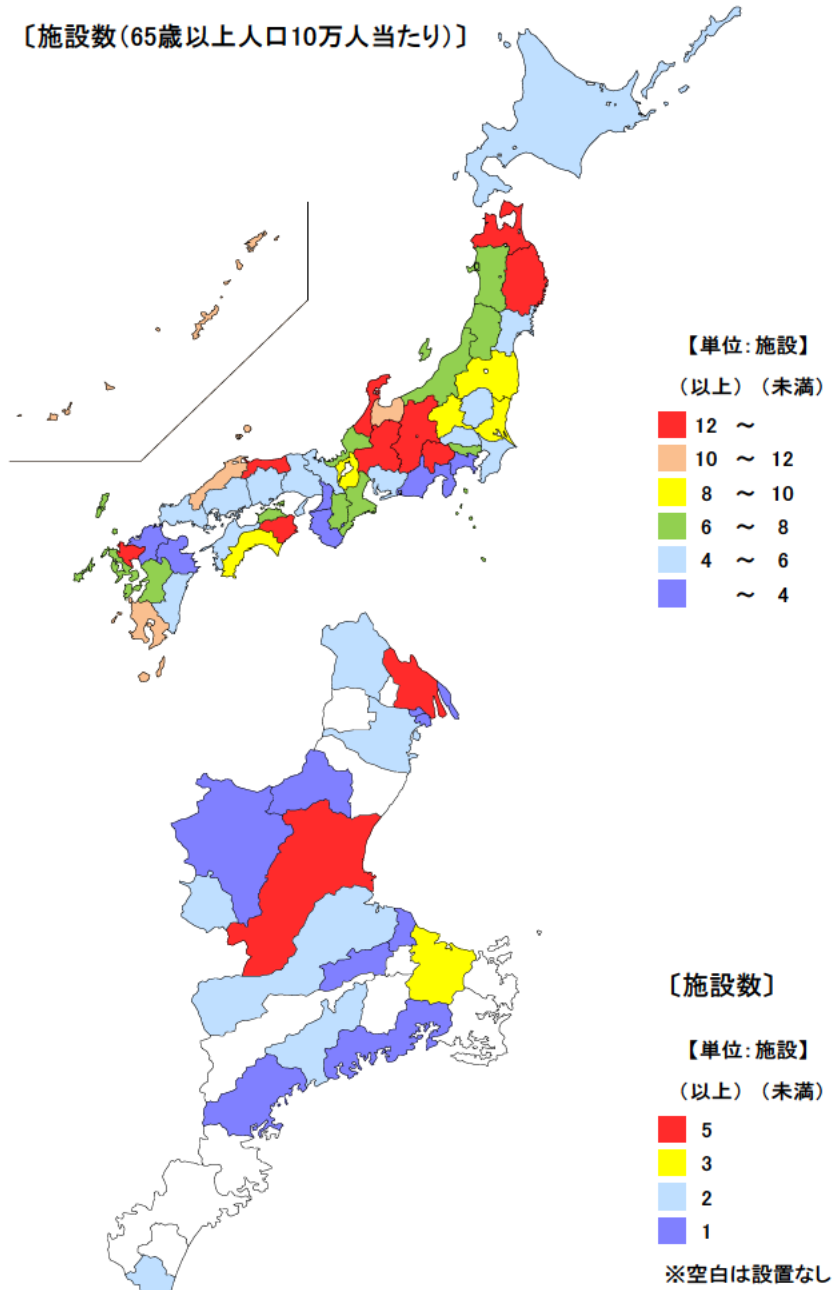 〔施設数(65歳以上人口10万人当たり)〕
【単位:施設】
(以上) (未満)
12 ~
10 ~ 12
8 ~ 10
6 ~ 8
4 ~ 6
~ 4
〔施設数〕
【単位:施設】
(以上) (未満)
5
3
2
1
※空白は設置なし